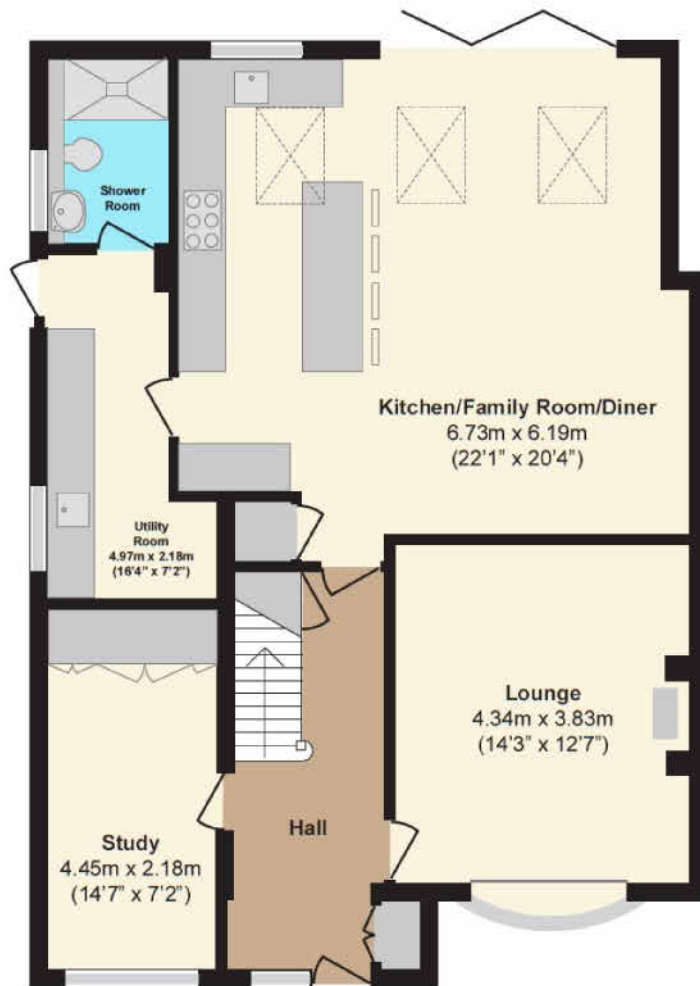 Shower
Room
Kitchen/Family Room/Diner
6.73m x 6.19m
(22'1" x 20'4")
Utility
Room
4.97m x 2.18m
(16'4" x 7'2")
Lounge
4.34m x 3.83m
(14'3" x 12'7")
Hall
Study
4.45m x 2.18m
(14'7" x 7'2")